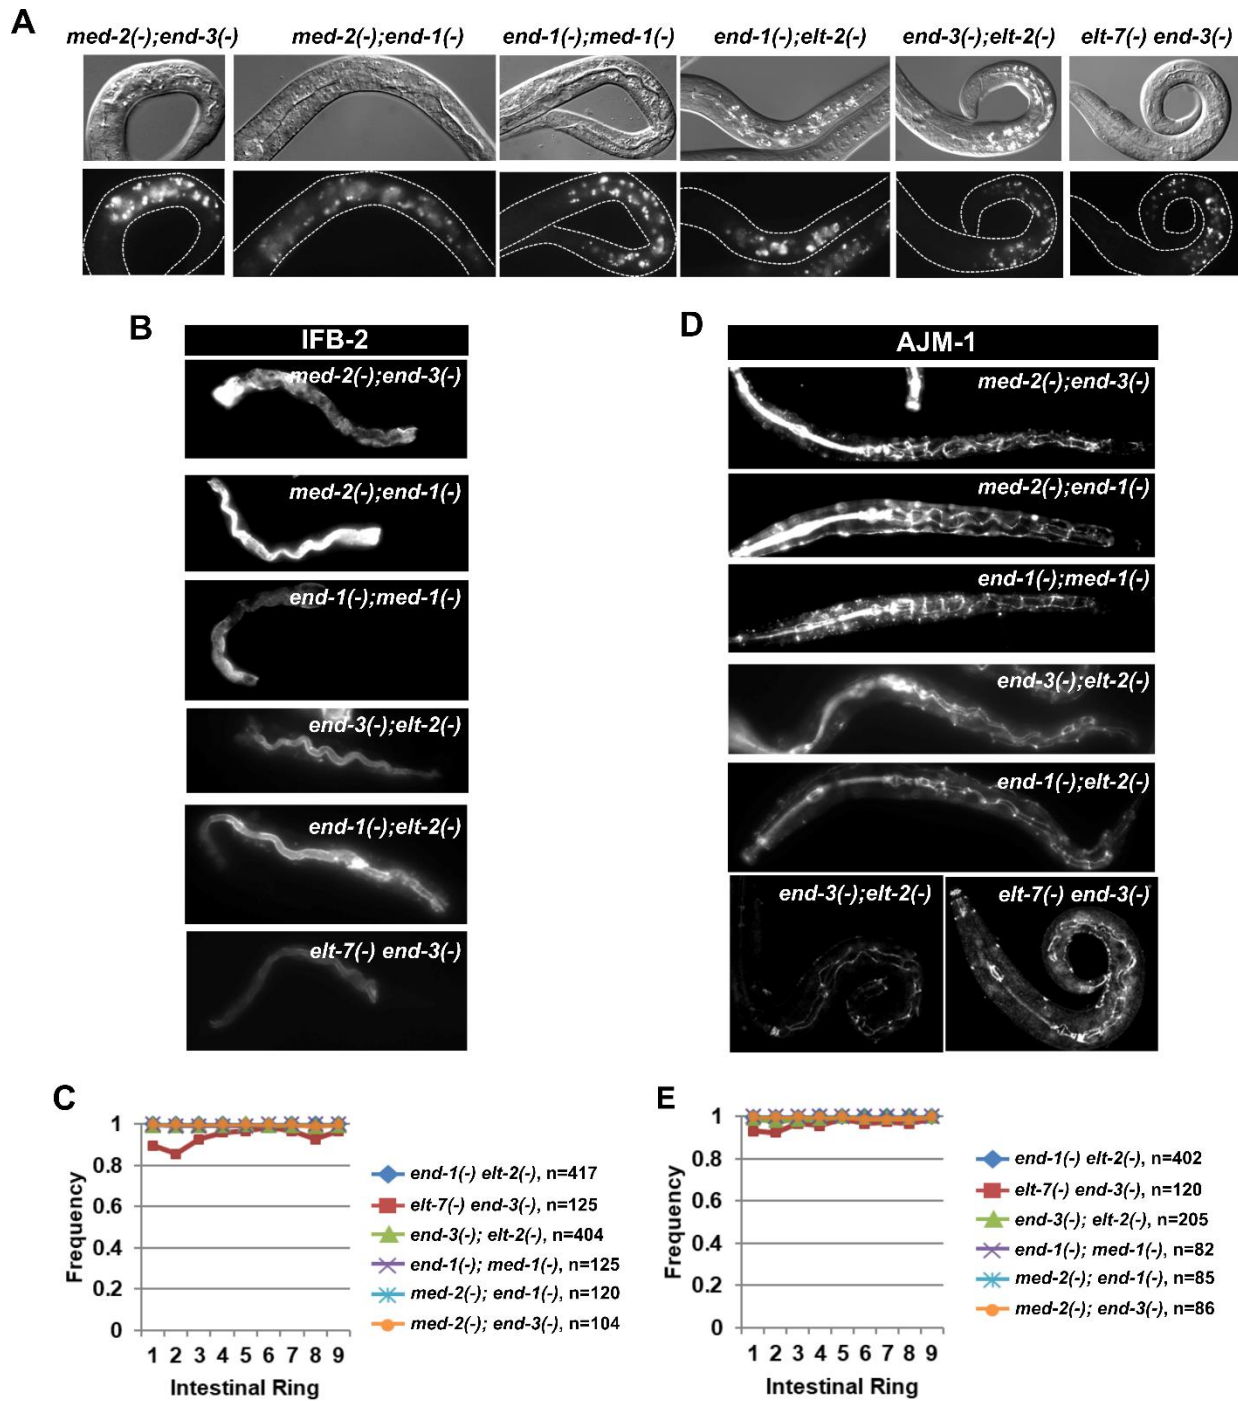 A
med-2(-);end-3(-) med-2(-);end-1(-) end-1(-);med-1(-) end-1(-);elt-2(-) end-3(-);elt-2(-) elt-7(-) end-3(-)
B
IFB-2
med-2(-);end-3(-)
med-2(-);end-1(-)
end-1(-);med-1(-)
end-3(-);elt-2(-)
end-1(-);elt-2(-)
elt-7(-) end-3(-)
D
AJM-1
med-2(-);end-3(-)
med-2(-);end-1(-)
end-1(-);med-1(-)
end-3(-);elt-2(-)
end-1(-);elt-2(-)
end-3(-);elt-2(-) elt-7(-) end-3(-)
C
1
0.8
0.6
0.4
0.2
0
Frequency
1 2 3 4 5 6 7 8 9
Intestinal Ring
end-1(-) elt-2(-), n=417
elt-7(-) end-3(-), n=125
end-3(-); elt-2(-), n=404
end-1(-); med-1(-), n=125
med-2(-); end-1(-), n=120
med-2(-); end-3(-), n=104
E
1
0.8
0.6
0.4
0.2
0
Frequency
1 2 3 4 5 6 7 8 9
Intestinal Ring
end-1(-) elt-2(-), n=402
elt-7(-) end-3(-), n=120
end-3(-); elt-2(-), n=205
end-1(-); med-1(-), n=82
med-2(-); end-1(-), n=85
med-2(-); end-3(-), n=86